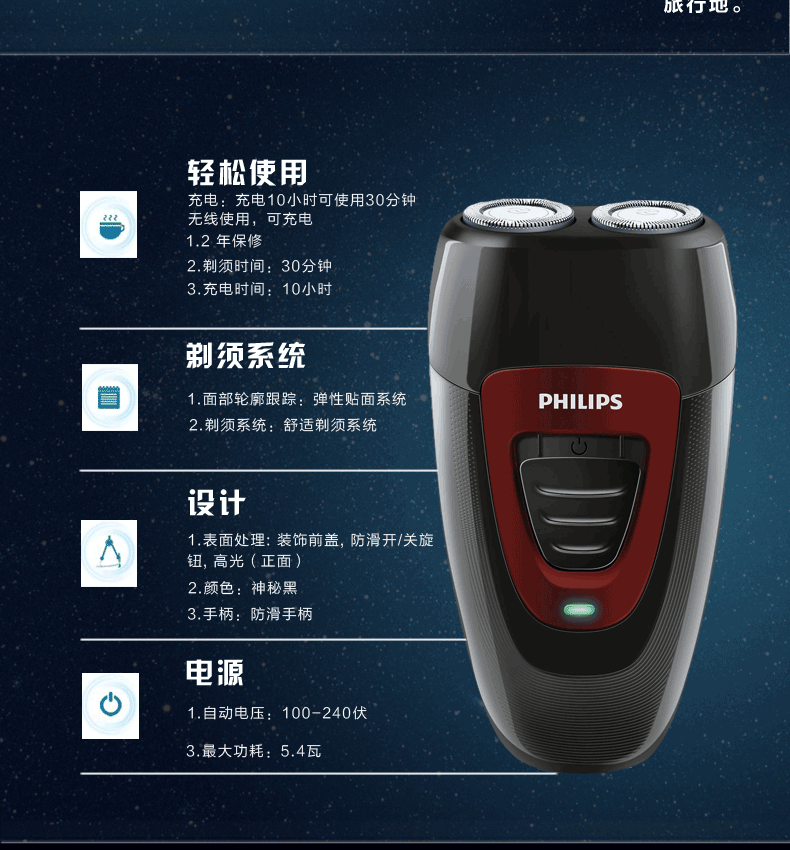 旅行地。
轻松使用
充电：充电10小时可使用30分钟
无线使用，可充电
1.2 年保修
2.剃须时间：30分钟
3.充电时间：10小时
剃须系统
1.面部轮廓跟踪：弹性贴面系统
2.剃须系统：舒适剃须系统
PHILIPS
设计
1.表面处理: 装饰前盖, 防滑开/关旋
钮, 高光（正面）
2.颜色：神秘黑
3.手柄：防滑手柄
电源
1.自动电压：100-240伏
3.最大功耗：5.4瓦